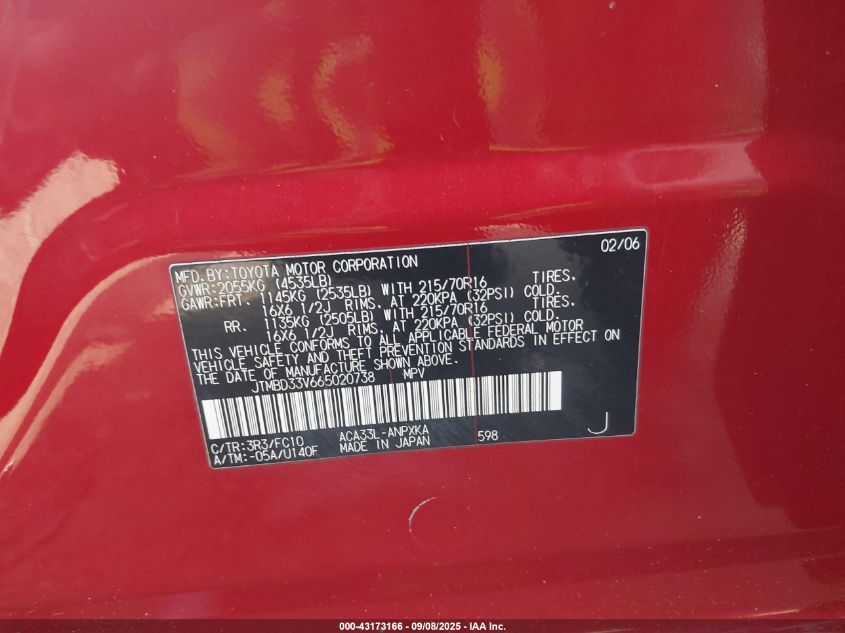 02/06
MFD.BY:TOYOTA MOTOR CORPORATION
GVWR:2055KG (4535LB)
GAWR:FRT. 1145KG (2535LB) WITH 215/70R16 TIRES,
16X6 1/2J RIMS, AT 220KPA (32PSI) COLD.
RR. 1135KG (2505LB) WITH 215/70R16 TIRES,
16X6 1/2J RIMS, AT 220KPA (32PSI) COLD.
THIS VEHICLE CONFORMS TO ALL APPLICABLE FEDERAL MOTOR
VEHICLE SAFETY AND THEFT PREVENTION STANDARDS IN EFFECT ON
THE DATE OF MANUFACTURE SHOWN ABOVE.
JTMBD33V665020738 MPV
C/TR:3R3/FC10 ACA33L-ANPXKA 598 J
A/TM:-05A/U140F MADE IN JAPAN
000-43173166 - 09/08/2025 - IAA Inc.